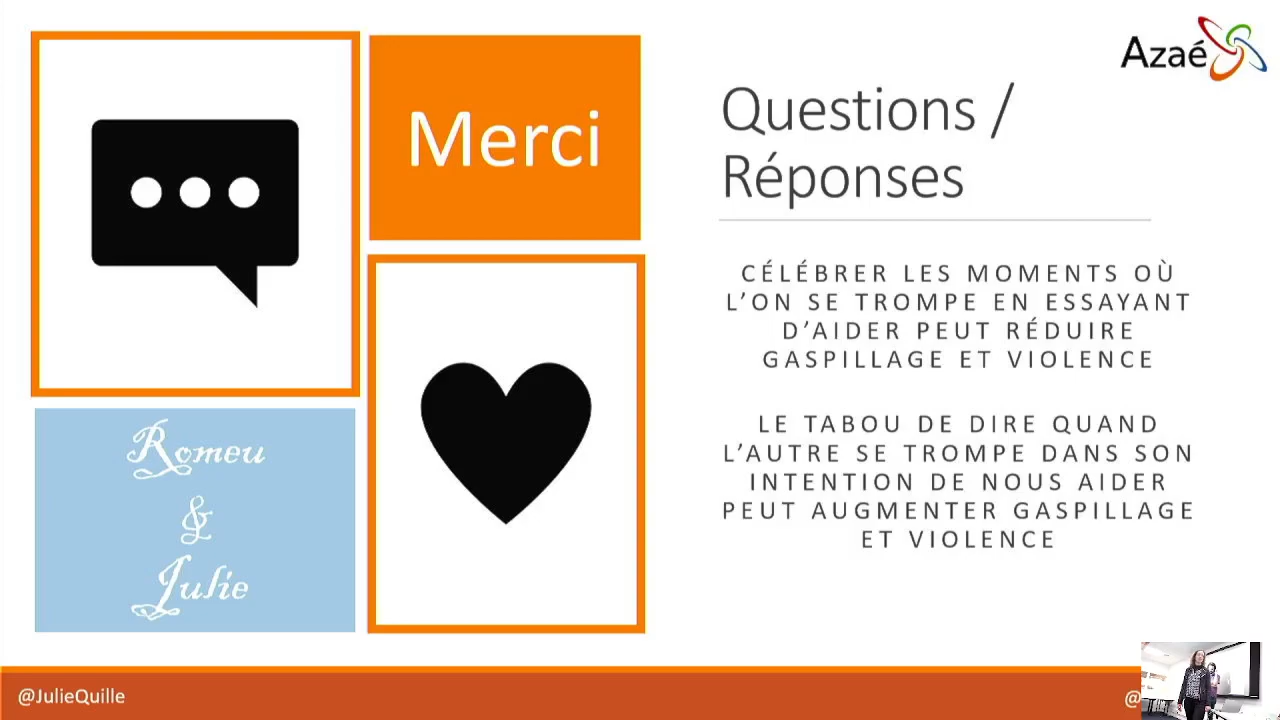 Azaé
Merci
Questions /
Réponses
CÉLÉBRER LES MOMENTS OÙ
L'ON SE TROMPE EN ESSAYANT
D'AIDER PEUT RÉDUIRE
GASPILLAGE ET VIOLENCE
LE TABOU DE DIRE QUAND
L'AUTRE SE TROMPE DANS SON
INTENTION DE NOUS AIDER
PEUT AUGMENTER GASPILLAGE
ET VIOLENCE
Romeu
&
Julie
@JulieQuille
@